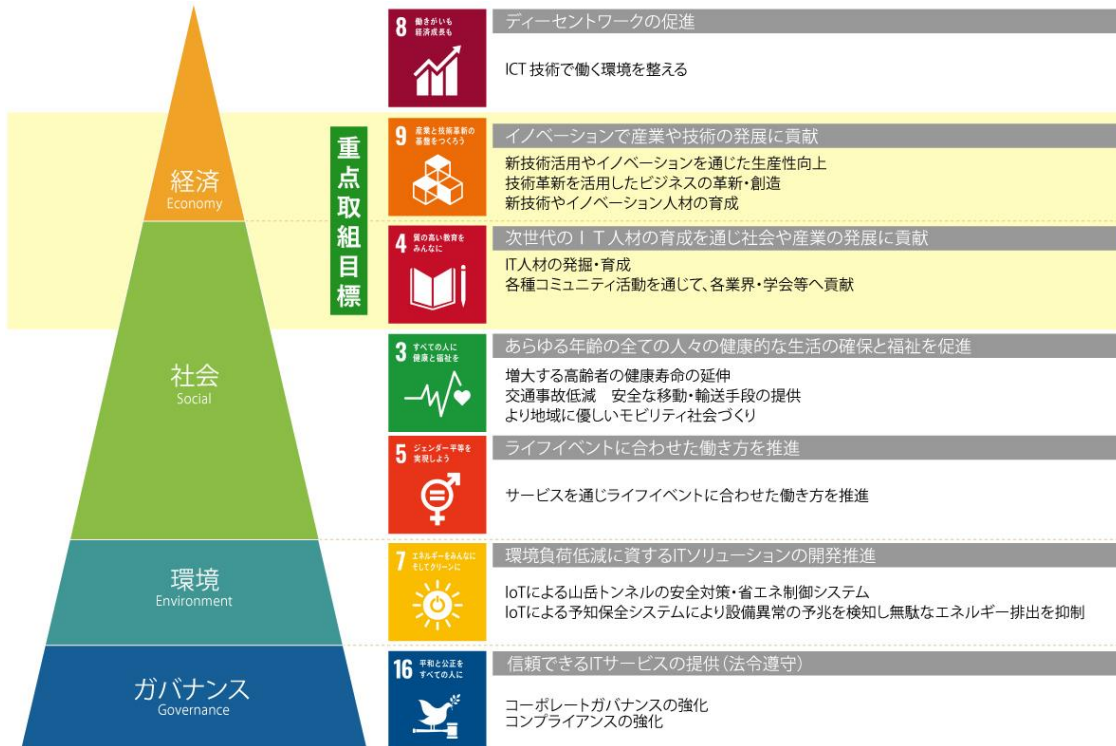 経済
Economy
社会
Social
環境
Environment
ガバナンス
Governance
重点取組目標
8 働きがいも
経済成長も
ディーセントワークの促進
ICT技術で働く環境を整える
9 産業と技術革新の
基盤をつくろう
イノベーションで産業や技術の発展に貢献
新技術活用やイノベーションを通じた生産性向上
技術革新を活用したビジネスの革新・創造
新技術やイノベーション人材の育成
4 質の高い教育を
みんなに
次世代のIT人材の育成を通じ社会や産業の発展に貢献
IT人材の発掘・育成
各種コミュニティ活動を通じて、各業界・学会等へ貢献
3 すべての人に
健康と福祉を
あらゆる年齢の全ての人々の健康的な生活の確保と福祉を促進
増大する高齢者の健康寿命の延伸
交通事故低減　安全な移動・輸送手段の提供
より地域に優しいモビリティ社会づくり
5 ジェンダー平等を
実現しよう
ライフイベントに合わせた働き方を推進
サービスを通じライフイベントに合わせた働き方を推進
7 エネルギーをみんなに
そしてクリーンに
環境負荷低減に資するITソリューションの開発推進
IoTによる山岳トンネルの安全対策・省エネ制御システム
IoTによる予知保全システムにより設備異常の予兆を検知し無駄なエネルギー排出を抑制
16 平和と公正を
すべての人に
信頼できるITサービスの提供(法令遵守)
コーポレートガバナンスの強化
コンプライアンスの強化